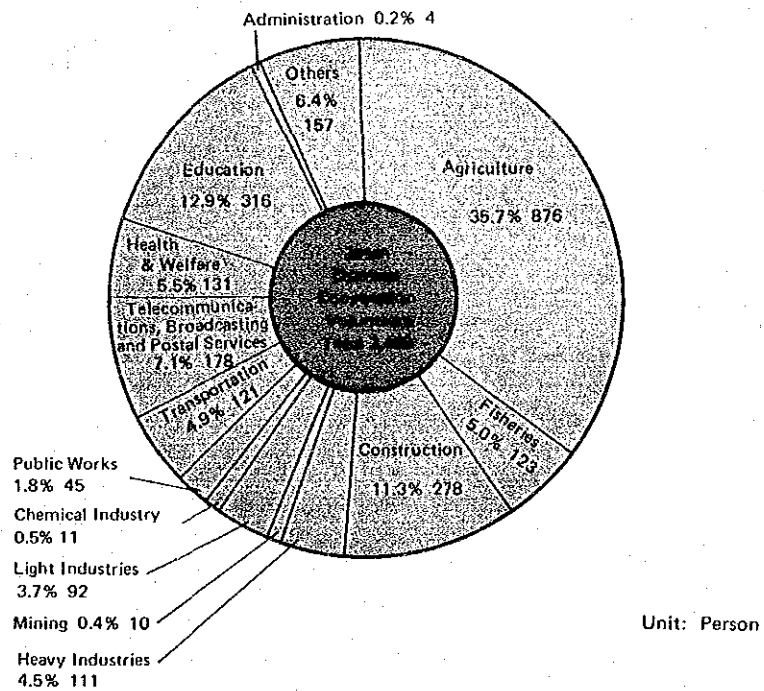 Administration 0.2% 4
Others
6.4%
157
Agriculture
35.7% 876
Education
12.9% 316
Health
& Welfare
5.5% 131
Telecommunica-
tions, Broadcasting
and Postal Services
7.1% 178
Transportation
4.9% 121
Fisheries
5.0% 123
Construction
11.3% 278
Public Works
1.8% 45
Chemical Industry
0.5% 11
Light Industries
3.7% 92
Mining 0.4% 10
Heavy Industries
4.5% 111
Unit: Person